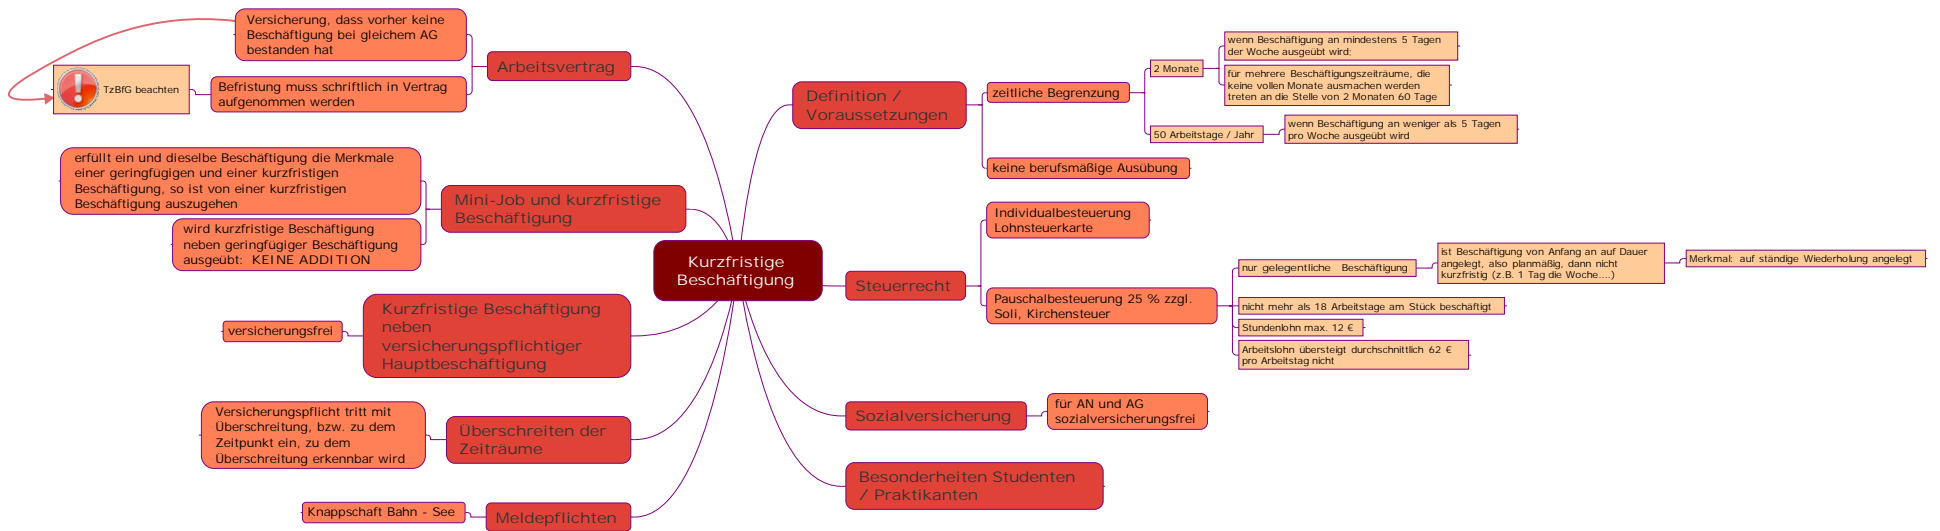 Kurzfristige
Beschäftigung
Definition /
Voraussetzungen
zeitliche Begrenzung
2 Monate
wenn Beschäftigung an mindestens 5 Tagen
der Woche ausgeübt wird;
für mehrere Beschäftigungszeiträume, die
keine vollen Monate ausmachen werden
treten an die Stelle von 2 Monaten 60 Tage
50 Arbeitstage / Jahr
wenn Beschäftigung an weniger als 5 Tagen
pro Woche ausgeübt wird
keine berufsmäßige Ausübung
Steuerrecht
Individualbesteuerung
Lohnsteuerkarte
Pauschalbesteuerung 25 % zzgl.
Soli, Kirchensteuer
nur gelegentliche Beschäftigung
ist Beschäftigung von Anfang an auf Dauer
angelegt, also planmäßig, dann nicht
kurzfristig (z.B. 1 Tag die Woche....)
Merkmal: auf ständige Wiederholung angelegt
nicht mehr als 18 Arbeitstage am Stück beschäftigt
Stundenlohn max. 12 €
Arbeitslohn übersteigt durchschnittlich 62 €
pro Arbeitstag nicht
Sozialversicherung
für AN und AG
sozialversicherungsfrei
Besonderheiten Studenten
/ Praktikanten
Arbeitsvertrag
Versicherung, dass vorher keine
Beschäftigung bei gleichem AG
bestanden hat
Befristung muss schriftlich in Vertrag
aufgenommen werden
TzBfG beachten
Mini-Job und kurzfristige
Beschäftigung
erfüllt ein und dieselbe Beschäftigung die Merkmale
einer geringfügigen und einer kurzfristigen
Beschäftigung, so ist von einer kurzfristigen
Beschäftigung auszugehen
wird kurzfristige Beschäftigung
neben geringfügiger Beschäftigung
ausgeübt: KEINE ADDITION
Kurzfristige Beschäftigung
neben
versicherungspflichtiger
Hauptbeschäftigung
versicherungsfrei
Überschreiten der
Zeiträume
Versicherungspflicht tritt mit
Überschreitung, bzw. zu dem
Zeitpunkt ein, zu dem
Überschreitung erkennbar wird
Meldepflichten
Knappschaft Bahn - See